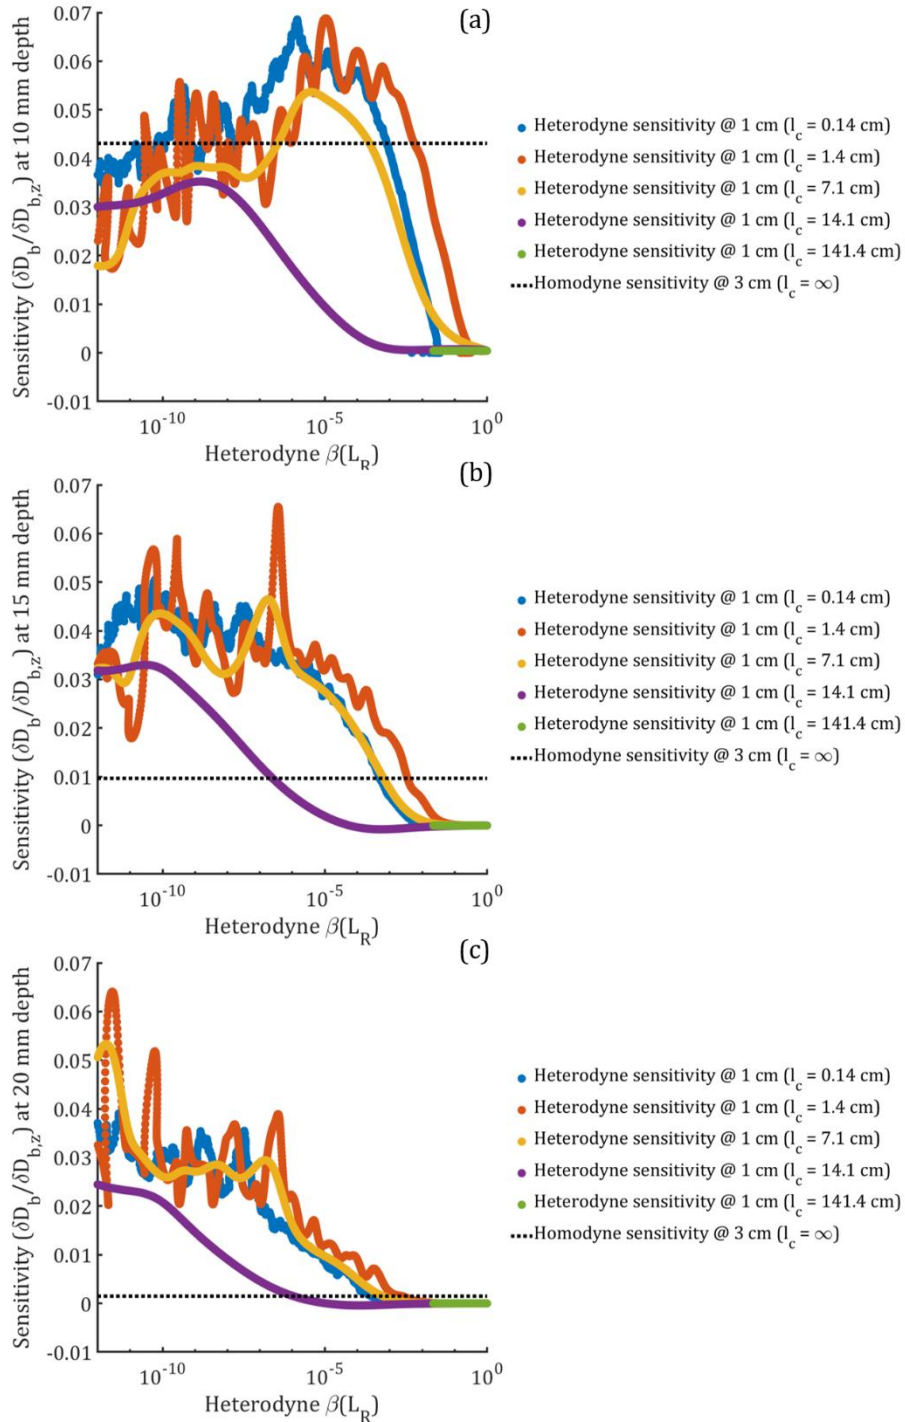 (a)
Sensitivity (δD_b/δD_b,z) at 10 mm depth
0.07
0.06
0.05
0.04
0.03
0.02
0.01
0
-0.01
10^-10
10^-5
10^0
Heterodyne β(L_R)
Heterodyne sensitivity @ 1 cm (l_c = 0.14 cm)
Heterodyne sensitivity @ 1 cm (l_c = 1.4 cm)
Heterodyne sensitivity @ 1 cm (l_c = 7.1 cm)
Heterodyne sensitivity @ 1 cm (l_c = 14.1 cm)
Heterodyne sensitivity @ 1 cm (l_c = 141.4 cm)
Homodyne sensitivity @ 3 cm (l_c = ∞)
(b)
Sensitivity (δD_b/δD_b,z) at 15 mm depth
0.07
0.06
0.05
0.04
0.03
0.02
0.01
0
-0.01
10^-10
10^-5
10^0
Heterodyne β(L_R)
Heterodyne sensitivity @ 1 cm (l_c = 0.14 cm)
Heterodyne sensitivity @ 1 cm (l_c = 1.4 cm)
Heterodyne sensitivity @ 1 cm (l_c = 7.1 cm)
Heterodyne sensitivity @ 1 cm (l_c = 14.1 cm)
Heterodyne sensitivity @ 1 cm (l_c = 141.4 cm)
Homodyne sensitivity @ 3 cm (l_c = ∞)
(c)
Sensitivity (δD_b/δD_b,z) at 20 mm depth
0.07
0.06
0.05
0.04
0.03
0.02
0.01
0
-0.01
10^-10
10^-5
10^0
Heterodyne β(L_R)
Heterodyne sensitivity @ 1 cm (l_c = 0.14 cm)
Heterodyne sensitivity @ 1 cm (l_c = 1.4 cm)
Heterodyne sensitivity @ 1 cm (l_c = 7.1 cm)
Heterodyne sensitivity @ 1 cm (l_c = 14.1 cm)
Heterodyne sensitivity @ 1 cm (l_c = 141.4 cm)
Homodyne sensitivity @ 3 cm (l_c = ∞)